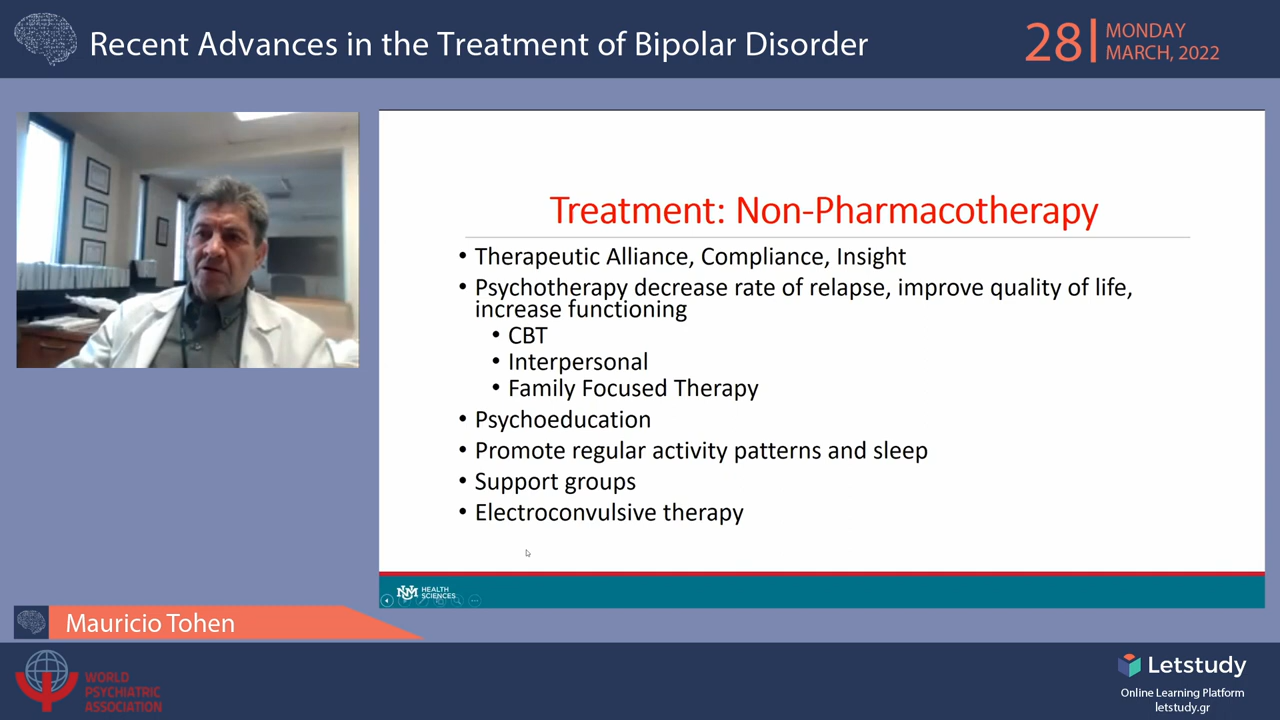 Recent Advances in the Treatment of Bipolar Disorder
28
MONDAY
MARCH, 2022
Treatment: Non-Pharmacotherapy
• Therapeutic Alliance, Compliance, Insight
• Psychotherapy decrease rate of relapse, improve quality of life,
increase functioning
• CBT
• Interpersonal
• Family Focused Therapy
• Psychoeducation
• Promote regular activity patterns and sleep
• Support groups
• Electroconvulsive therapy
UNM HEALTH
SCIENCES
Mauricio Tohen
WORLD
PSYCHIATRIC
ASSOCIATION
Letstudy
Online Learning Platform
letstudy.gr